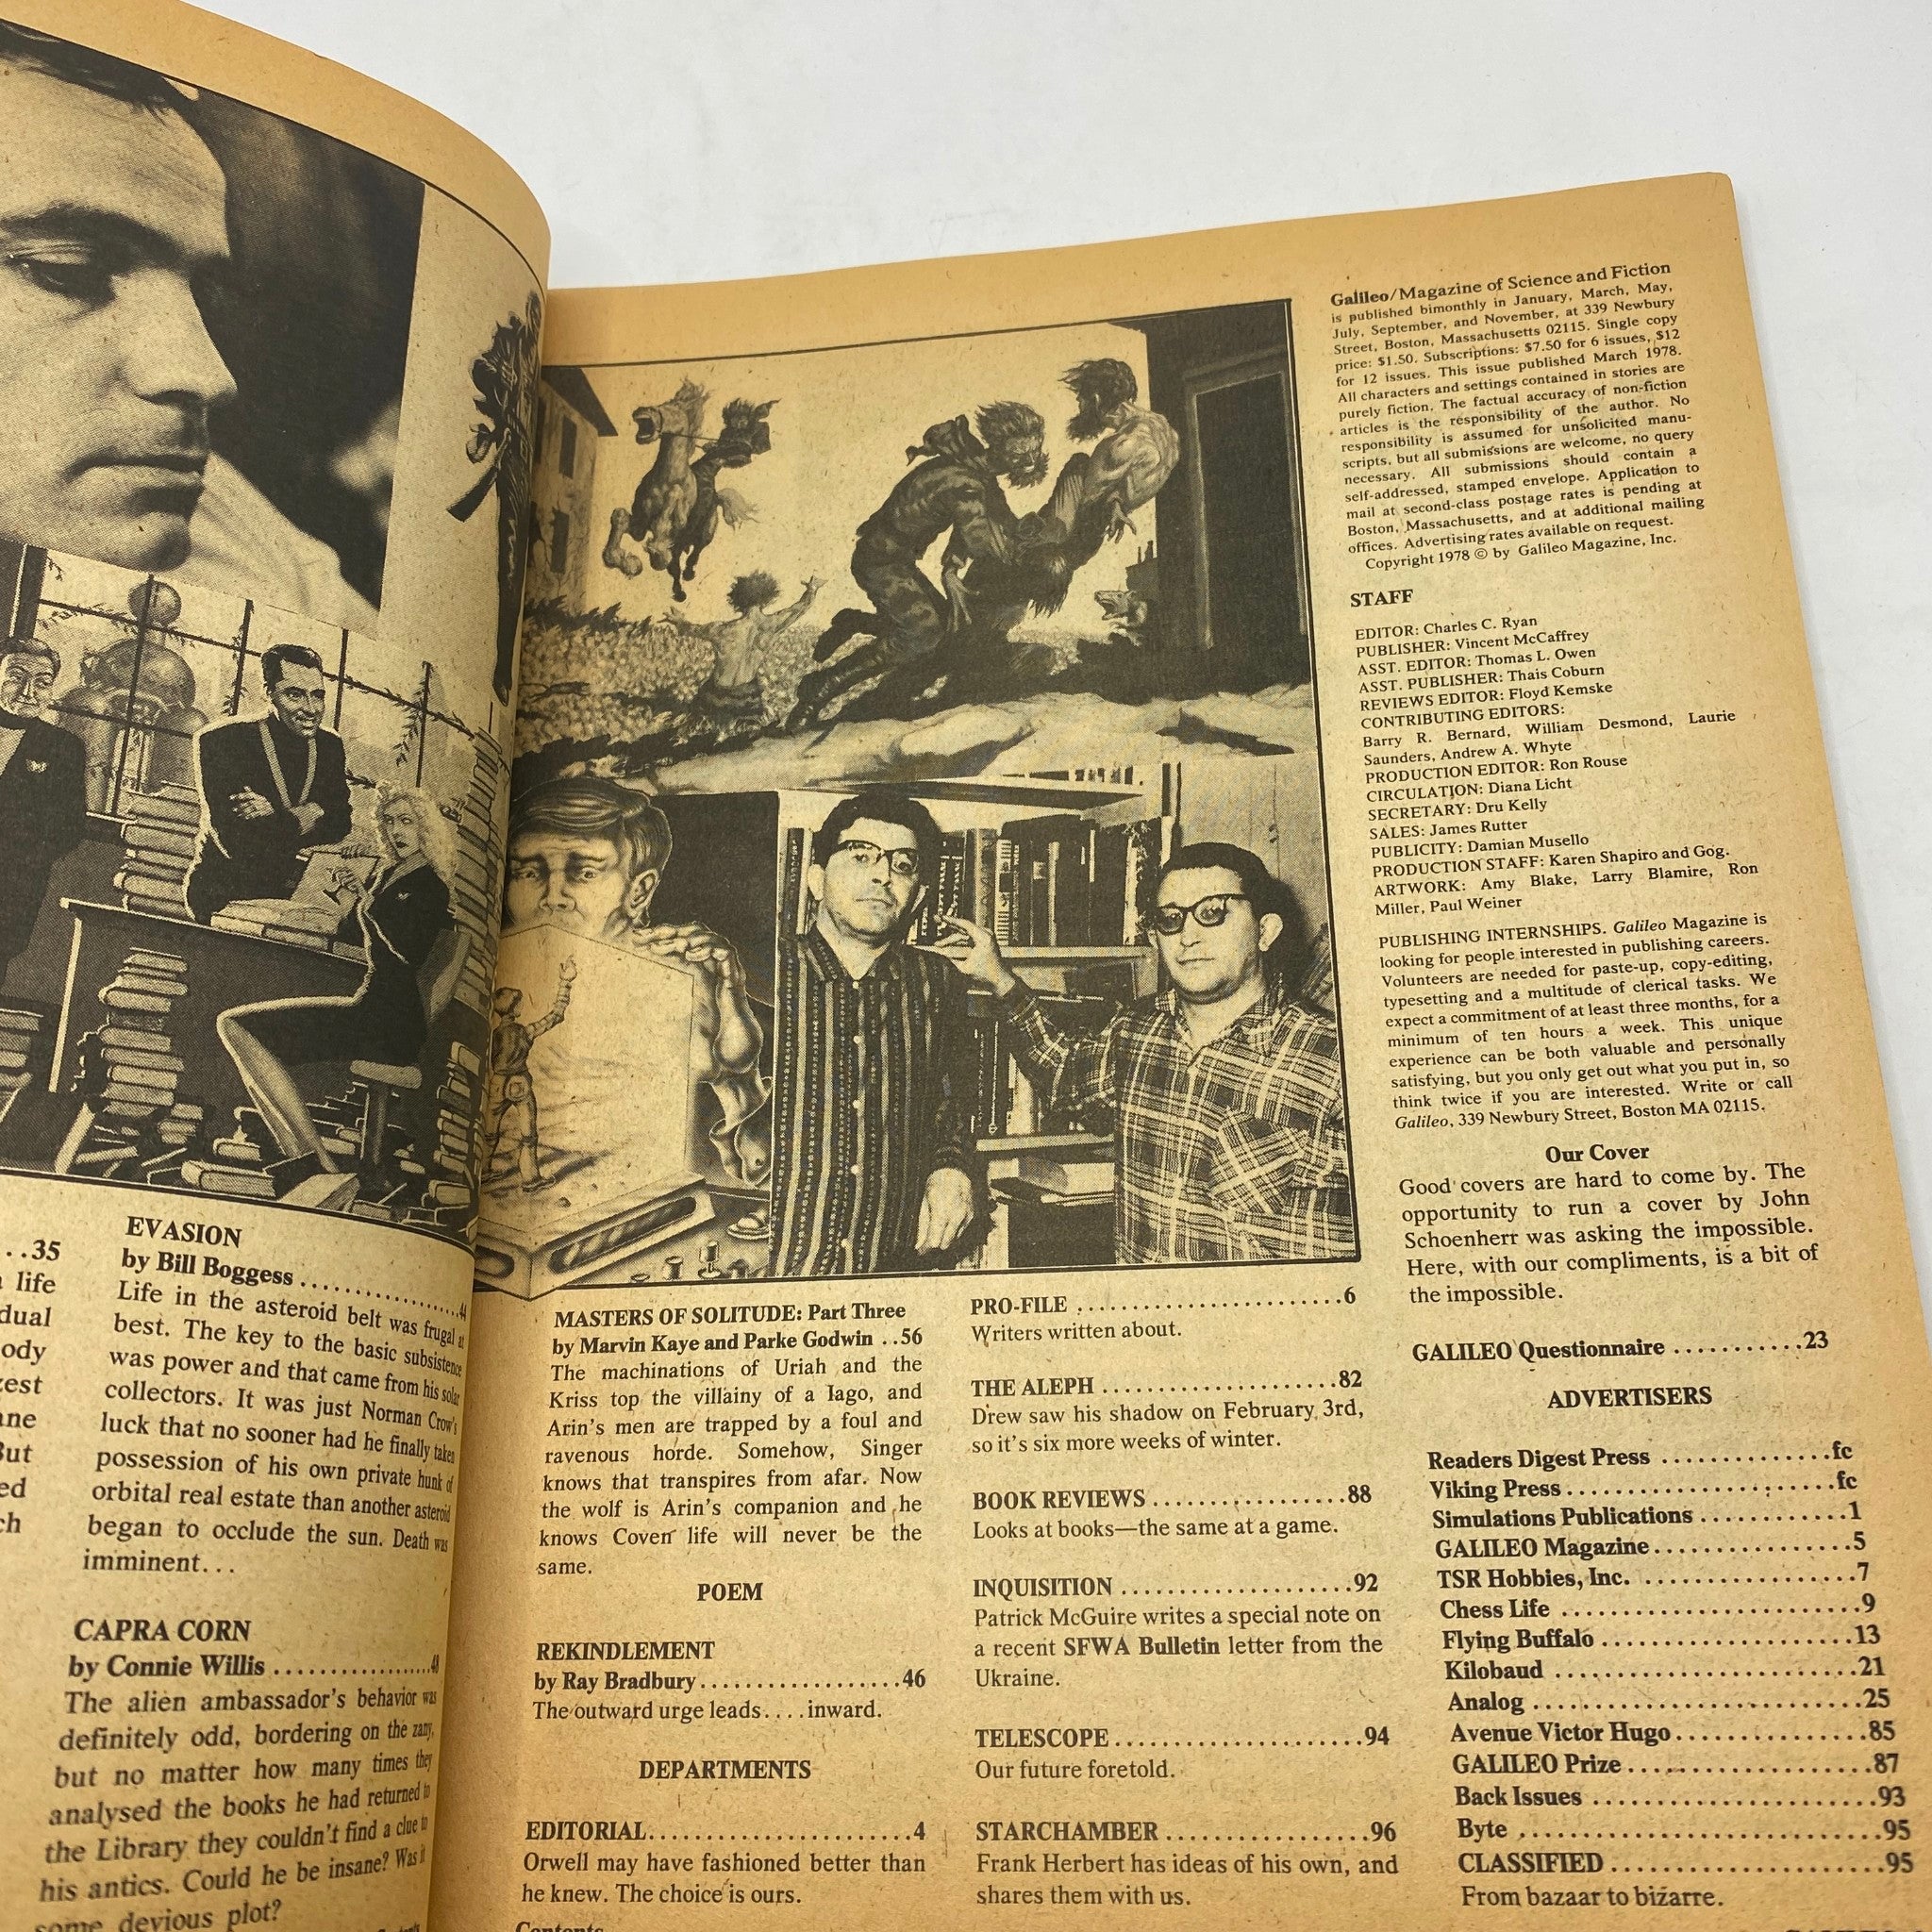 ..35
life
dual
ody
But
ed
ch
EVASION
by Bill Boggess ....................44
Life in the asteroid belt was frugal at
best. The key to the basic subsistence
was power and that came from his solar
collectors. It was just Norman Crow's
luck that no sooner had he finally taken
possession of his own private hunk of
orbital real estate than another asteroid
began to occlude the sun. Death was
imminent...
CAPRA CORN
by Connie Willis ...................48
The alien ambassador's behavior was
definitely odd, bordering on the zany,
but no matter how many times they
analysed the books he had returned to
the Library they couldn't find a clue to
his antics. Could he be insane? Was it
some devious plot?
MASTERS OF SOLITUDE: Part Three
by Marvin Kaye and Parke Godwin ..56
The machinations of Uriah and the
Kriss top the villainy of a Iago, and
Arin's men are trapped by a foul and
ravenous horde. Somehow, Singer
knows that transpires from afar. Now
the wolf is Arin's companion and he
knows Coven life will never be the
same.
POEM
REKINDLEMENT
by Ray Bradbury...................46
The outward urge leads....inward.
DEPARTMENTS
EDITORIAL..........................4
Orwell may have fashioned better than
he knew. The choice is ours.
Contents
PRO-FILE .........................6
Writers written about.
THE ALEPH ......................82
Drew saw his shadow on February 3rd,
so it's six more weeks of winter.
BOOK REVIEWS ..................88
Looks at books—the same at a game.
INQUISITION .....................92
Patrick McGuire writes a special note on
a recent SFWA Bulletin letter from the
Ukraine.
TELESCOPE.......................94
Our future foretold.
STARCHAMBER ...................96
Frank Herbert has ideas of his own, and
shares them with us.
Galileo/Magazine of Science and Fiction
is published bimonthly in January, March, May,
July, September, and November, at 339 Newbury
Street, Boston, Massachusetts 02115. Single copy
price: $1.50. Subscriptions: $7.50 for 6 issues, $12
for 12 issues. This issue published March 1978.
All characters and settings contained in stories are
purely fiction. The factual accuracy of non-fiction
articles is the responsibility of the author. No
responsibility is assumed for unsolicited manu-
scripts, but all submissions are welcome, no query
necessary. All submissions should contain a
self-addressed, stamped envelope. Application to
mail at second-class postage rates is pending at
Boston, Massachusetts, and at additional mailing
offices. Advertising rates available on request.
Copyright 1978 © by Galileo Magazine, Inc.
STAFF
EDITOR: Charles C. Ryan
PUBLISHER: Vincent McCaffrey
ASST. EDITOR: Thomas L. Owen
ASST. PUBLISHER: Thais Coburn
REVIEWS EDITOR: Floyd Kemske
CONTRIBUTING EDITORS:
Barry R. Bernard, William Desmond, Laurie
Saunders, Andrew A. Whyte
PRODUCTION EDITOR: Ron Rouse
CIRCULATION: Diana Licht
SECRETARY: Dru Kelly
SALES: James Rutter
PUBLICITY: Damian Musello
PRODUCTION STAFF: Karen Shapiro and Gog.
ARTWORK: Amy Blake, Larry Blamire, Ron
Miller, Paul Weiner
PUBLISHING INTERNSHIPS. Galileo Magazine is
looking for people interested in publishing careers.
Volunteers are needed for paste-up, copy-editing,
typesetting and a multitude of clerical tasks. We
expect a commitment of at least three months, for a
minimum of ten hours a week. This unique
experience can be both valuable and personally
satisfying, but you only get out what you put in, so
think twice if you are interested. Write or call
Galileo, 339 Newbury Street, Boston MA 02115.
Our Cover
Good covers are hard to come by. The
opportunity to run a cover by John
Schoenherr was asking the impossible.
Here, with our compliments, is a bit of
the impossible.
GALILEO Questionnaire ...........23
ADVERTISERS
Readers Digest Press ..............fc
Viking Press.......................fc
Simulations Publications ...........1
GALILEO Magazine...............5
TSR Hobbies, Inc. ................7
Chess Life ........................9
Flying Buffalo ...................13
Kilobaud ........................21
Analog ..........................25
Avenue Victor Hugo..............85
GALILEO Prize..................87
Back Issues ......................93
Byte .............................95
CLASSIFIED.....................95
From bazaar to bizarre.